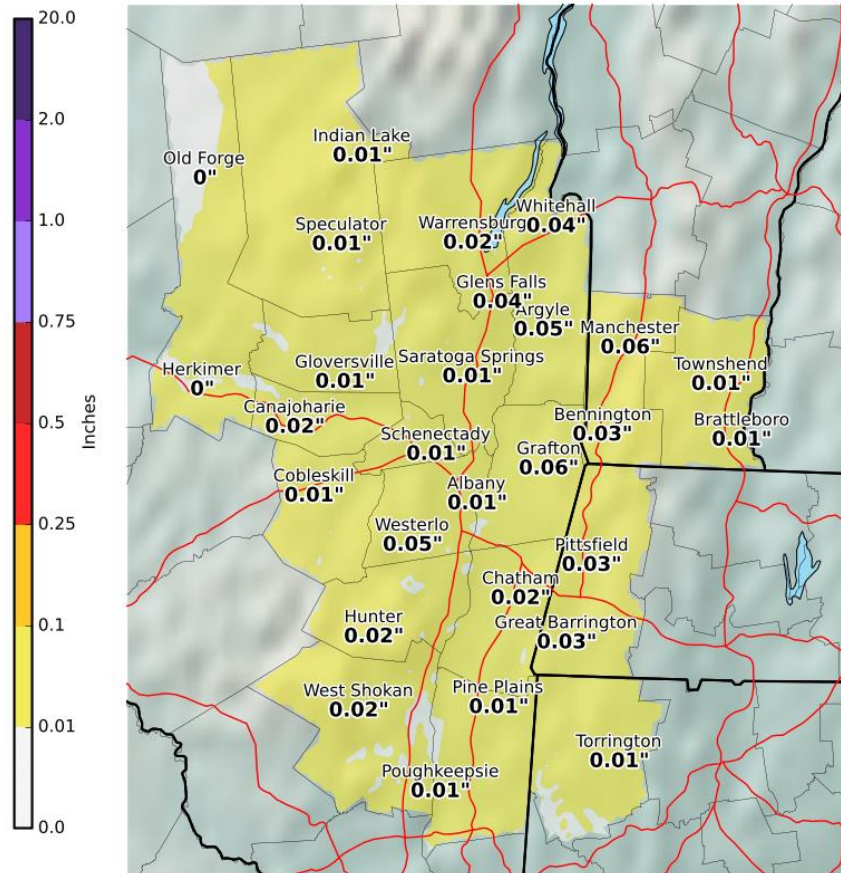 20.0
2.0
1.0
0.75
0.5
0.25
0.1
0.01
0.0
Inches
Indian Lake
0.01"
Old Forge
0"
Whitehall
0.04"
Speculator
0.01"
Warrensburg
0.02"
Glens Falls
0.04"
Argyle
0.05"
Manchester
0.06"
Saratoga Springs
0.01"
Gloversville
0.01"
Townshend
0.01"
Herkimer
0"
Canajoharie
0.02"
Bennington
0.03"
Brattleboro
0.01"
Schenectady
0.01"
Grafton
0.06"
Cobleskill
0.01"
Albany
0.01"
Westerlo
0.05"
Pittsfield
0.03"
Chatham
0.02"
Hunter
0.02"
Great Barrington
0.03"
West Shokan
0.02"
Pine Plains
0.01"
Torrington
0.01"
Poughkeepsie
0.01"